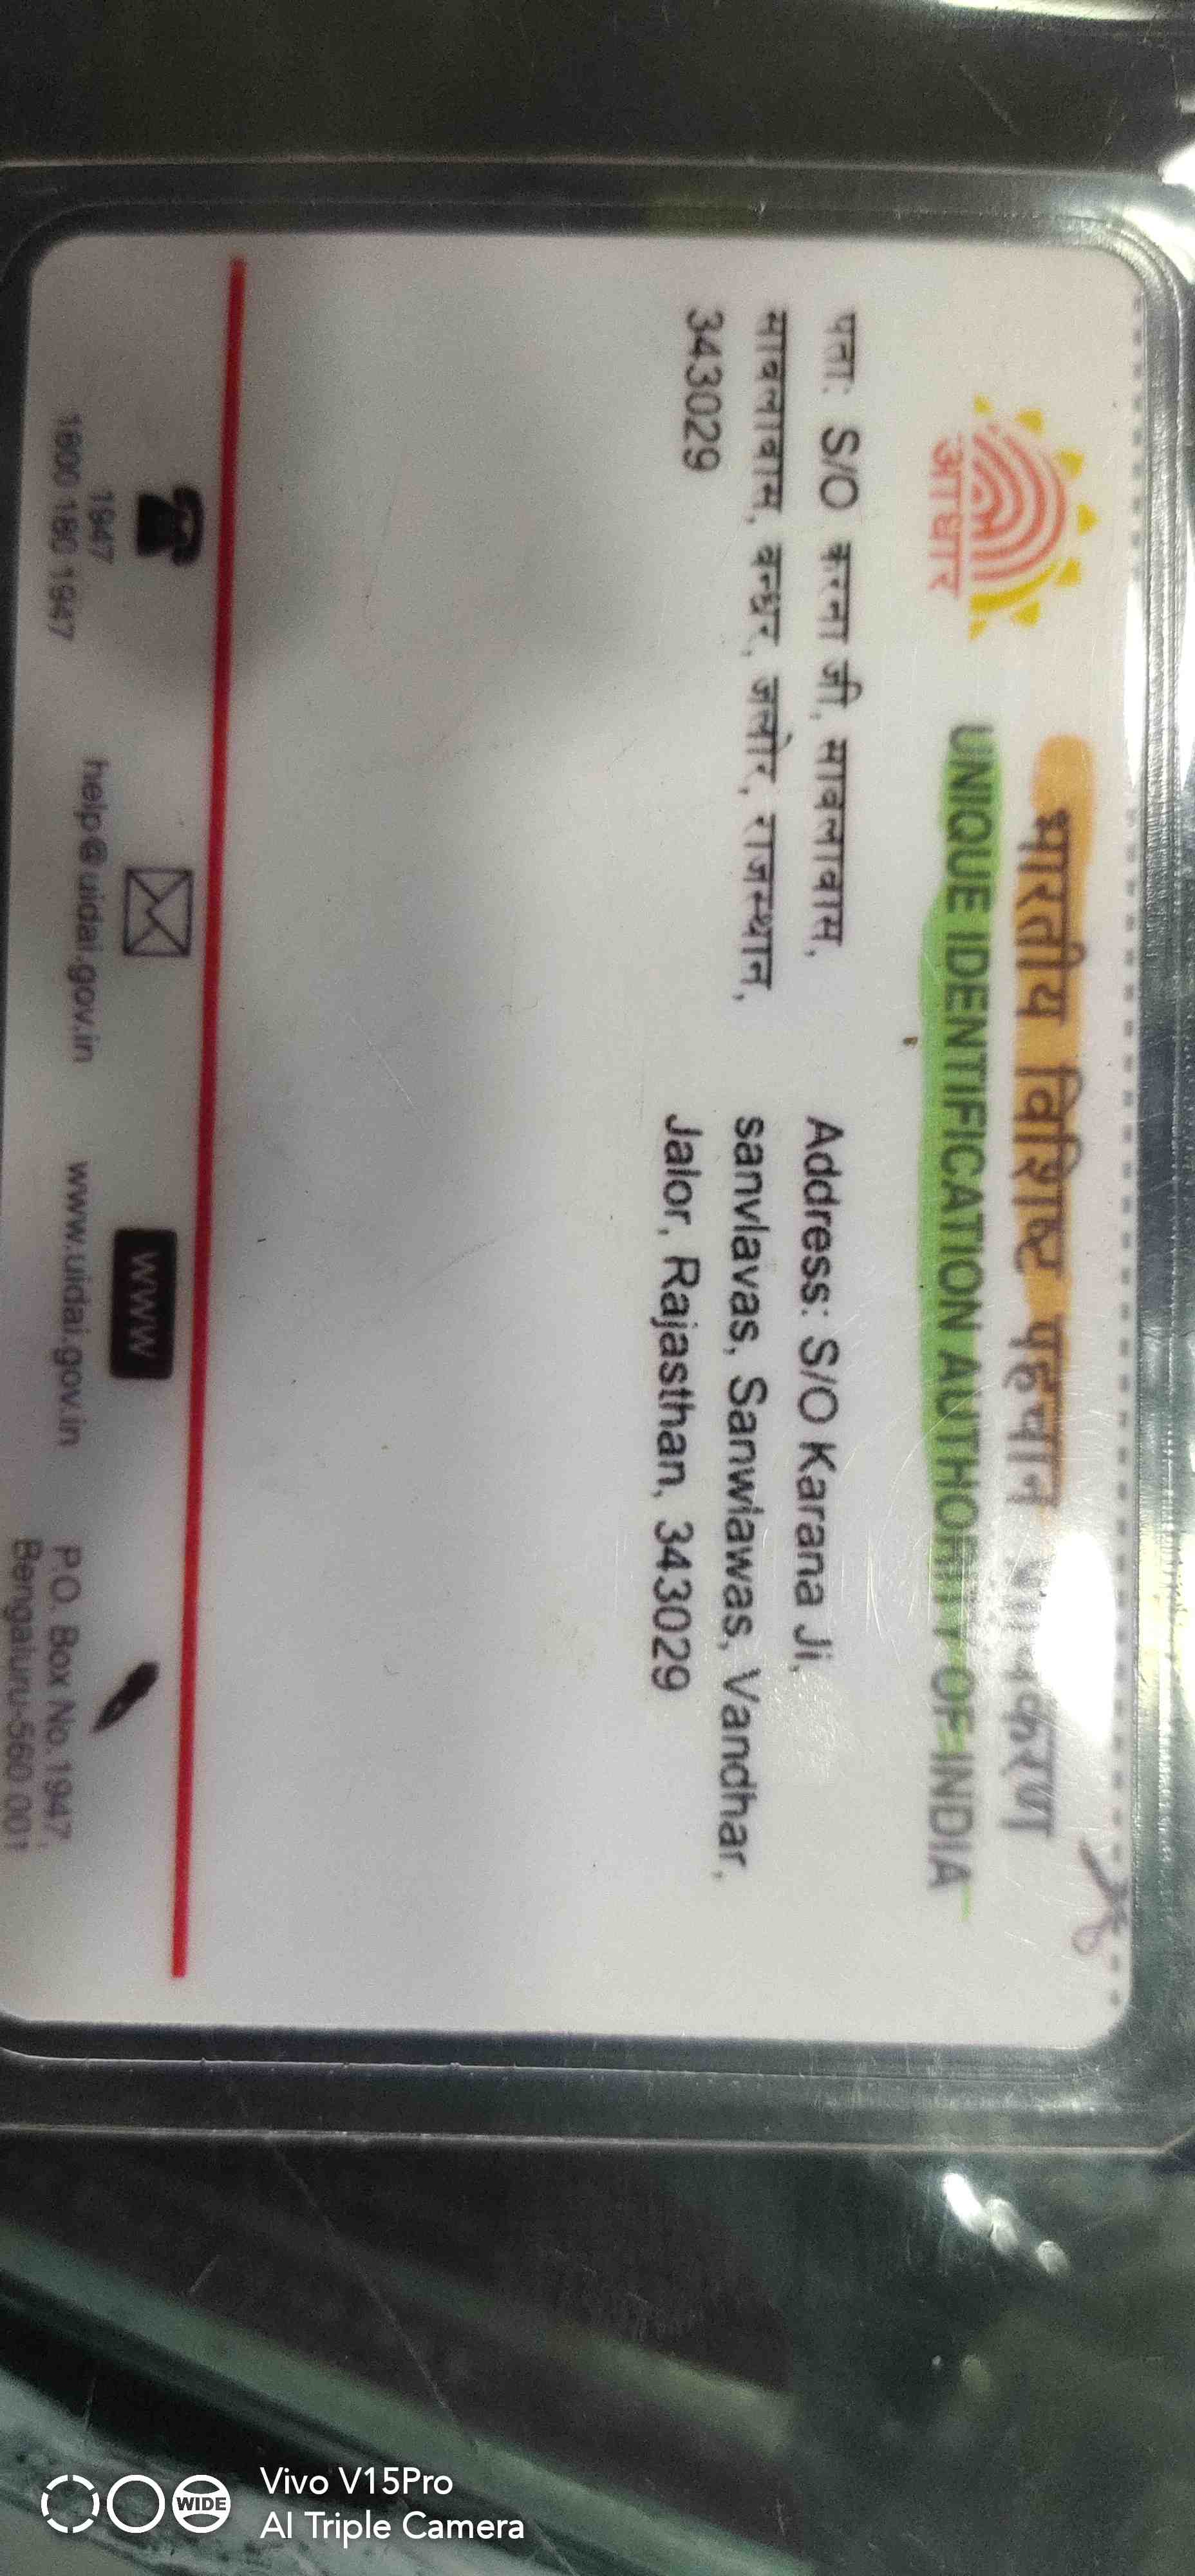 भारतीय विशिष्ट पहचान प्राधिकरण
UNIQUE IDENTIFICATION AUTHORITY OF INDIA
आधार
पता: S/O करना जी, सावलावास,
सावलावास, वन्धर, जलोर, राजस्थान,
343029
Address: S/O Karana Ji,
sanvlavas, Sanwlawas, Vandhar,
Jalor, Rajasthan, 343029
1947
1800 180 1947
help@uidai.gov.in
WWW
www.uidai.gov.in
P.O. Box No. 1947,
Bengaluru-560 001
WIDE
Vivo V15Pro
AI Triple Camera